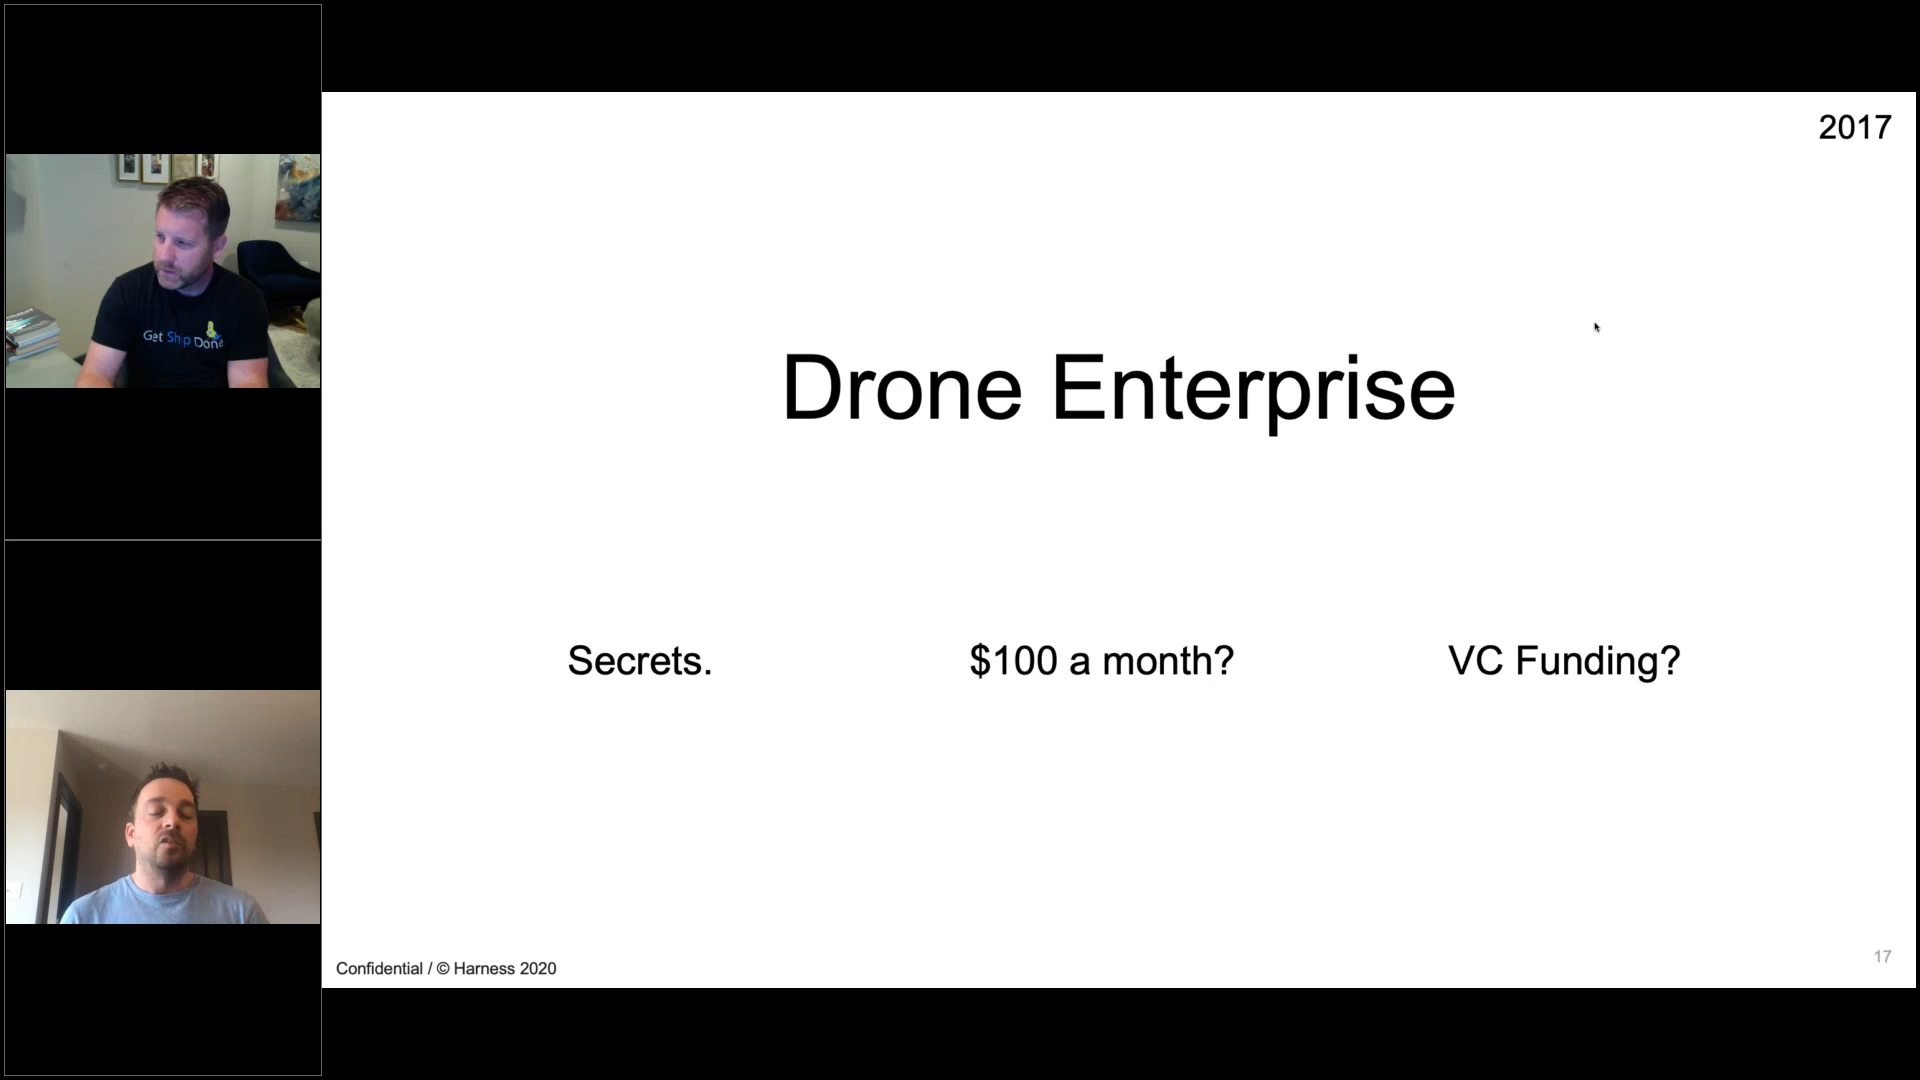 2017
Drone Enterprise
Secrets.
$100 a month?
VC Funding?
Confidential / © Harness 2020
17
Get Ship Done